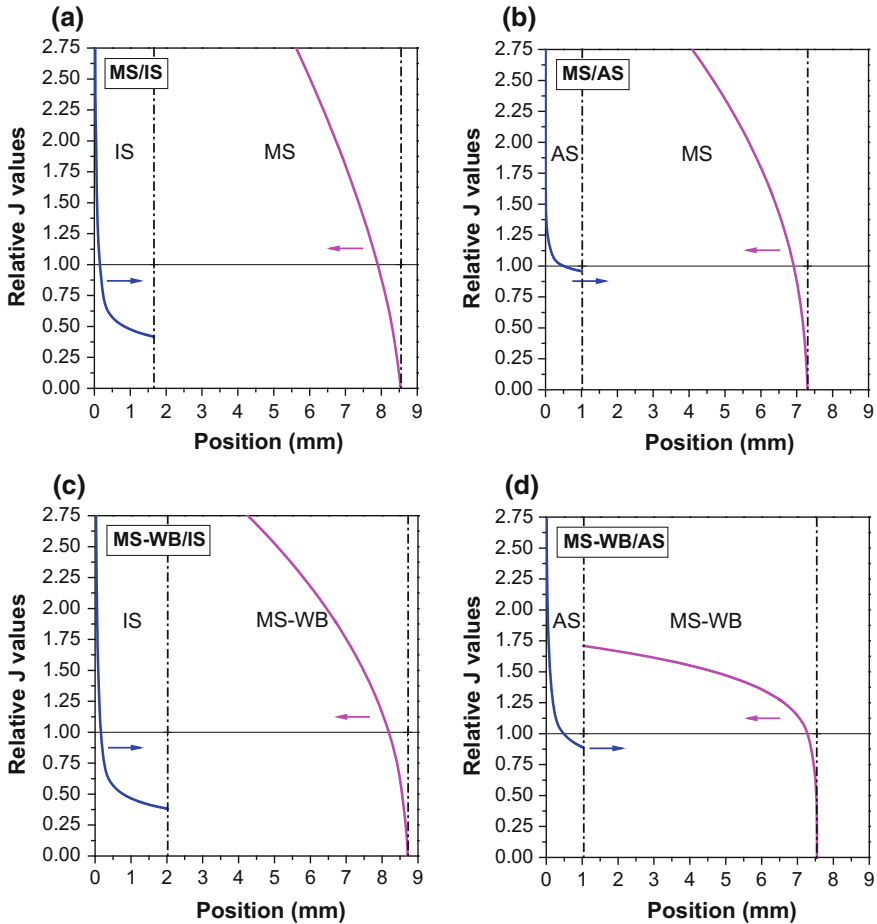 (a)
MS/IS
IS
MS
Relative J values
2.75
2.50
2.25
2.00
1.75
1.50
1.25
1.00
0.75
0.50
0.25
0.00
0 1 2 3 4 5 6 7 8 9
Position (mm)
(b)
MS/AS
AS
MS
Relative J values
2.75
2.50
2.25
2.00
1.75
1.50
1.25
1.00
0.75
0.50
0.25
0.00
0 1 2 3 4 5 6 7 8 9
Position (mm)
(c)
MS-WB/IS
IS
MS-WB
Relative J values
2.75
2.50
2.25
2.00
1.75
1.50
1.25
1.00
0.75
0.50
0.25
0.00
0 1 2 3 4 5 6 7 8 9
Position (mm)
(d)
MS-WB/AS
AS
MS-WB
Relative J values
2.75
2.50
2.25
2.00
1.75
1.50
1.25
1.00
0.75
0.50
0.25
0.00
0 1 2 3 4 5 6 7 8 9
Position (mm)